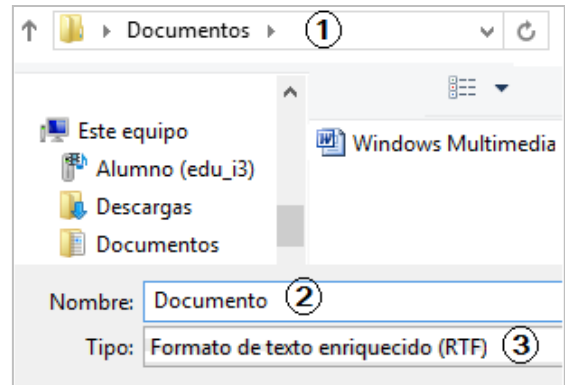 Documentos 1
Este equipo
Windows Multimedia
Alumno (edu_i3)
Descargas
Documentos
Nombre: Documento 2
Tipo: Formato de texto enriquecido (RTF) 3